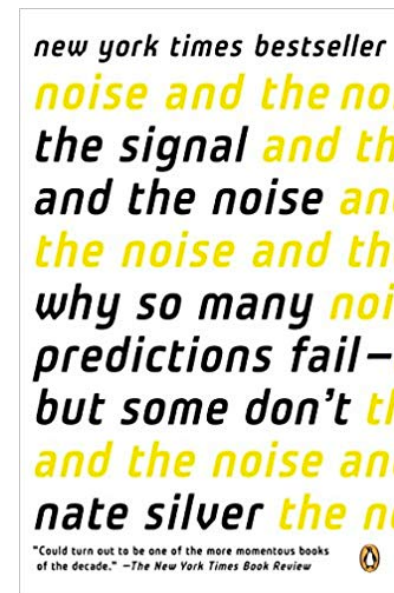 new york times bestseller
noise and the no
the signal and th
and the noise an
the noise and th
why so many noi
predictions fail—
but some don't th
and the noise an
nate silver the n
"Could turn out to be one of the more momentous books
of the decade." —The New York Times Book Review